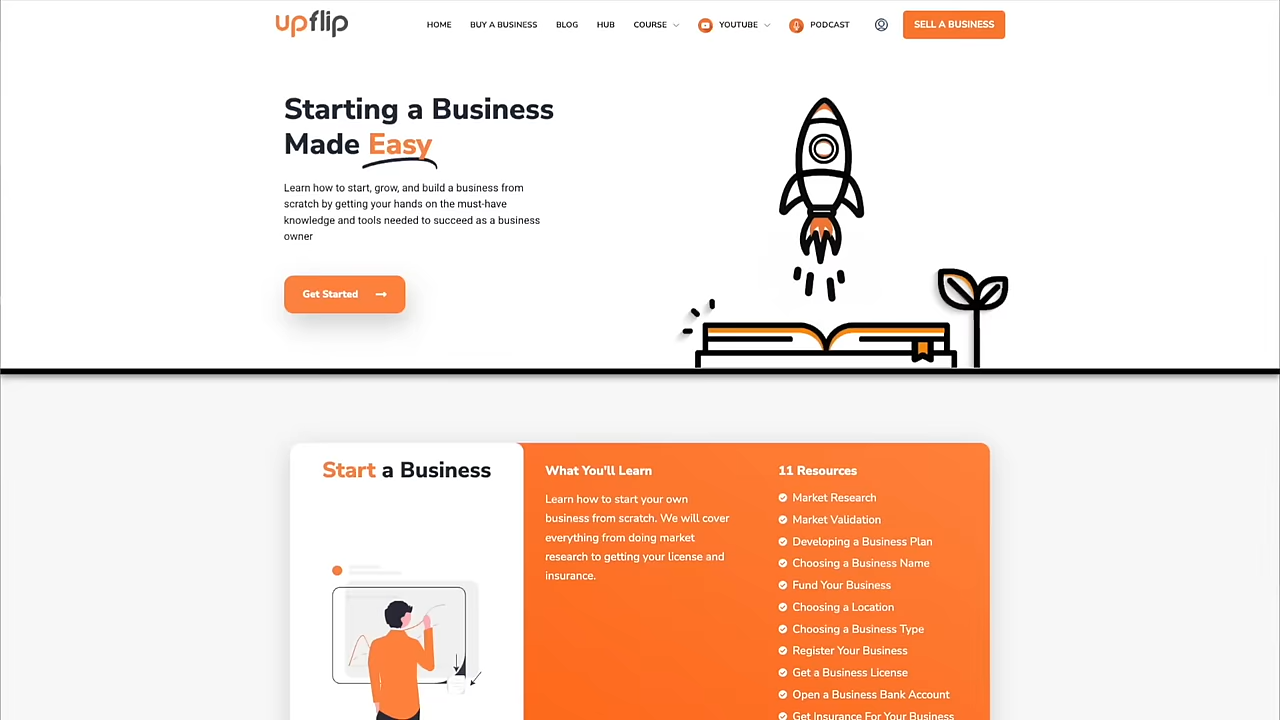 upflip
HOME
BUY A BUSINESS
BLOG
HUB
COURSE
YOUTUBE
PODCAST
SELL A BUSINESS
Starting a Business
Made Easy
Learn how to start, grow, and build a business from
scratch by getting your hands on the must-have
knowledge and tools needed to succeed as a business
owner
Get Started
Start a Business
What You'll Learn
Learn how to start your own
business from scratch. We will cover
everything from doing market
research to getting your license and
insurance.
11 Resources
Market Research
Market Validation
Developing a Business Plan
Choosing a Business Name
Fund Your Business
Choosing a Location
Choosing a Business Type
Register Your Business
Get a Business License
Open a Business Bank Account
Get Insurance For Your Business